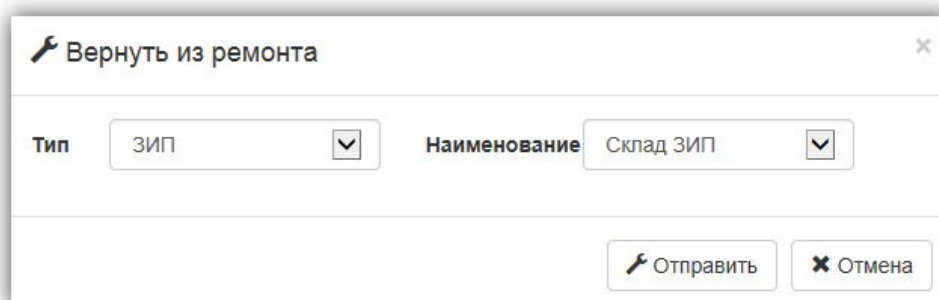 Вернуть из ремонта
Тип ЗИП Наименование Склад ЗИП
Отправить Отмена